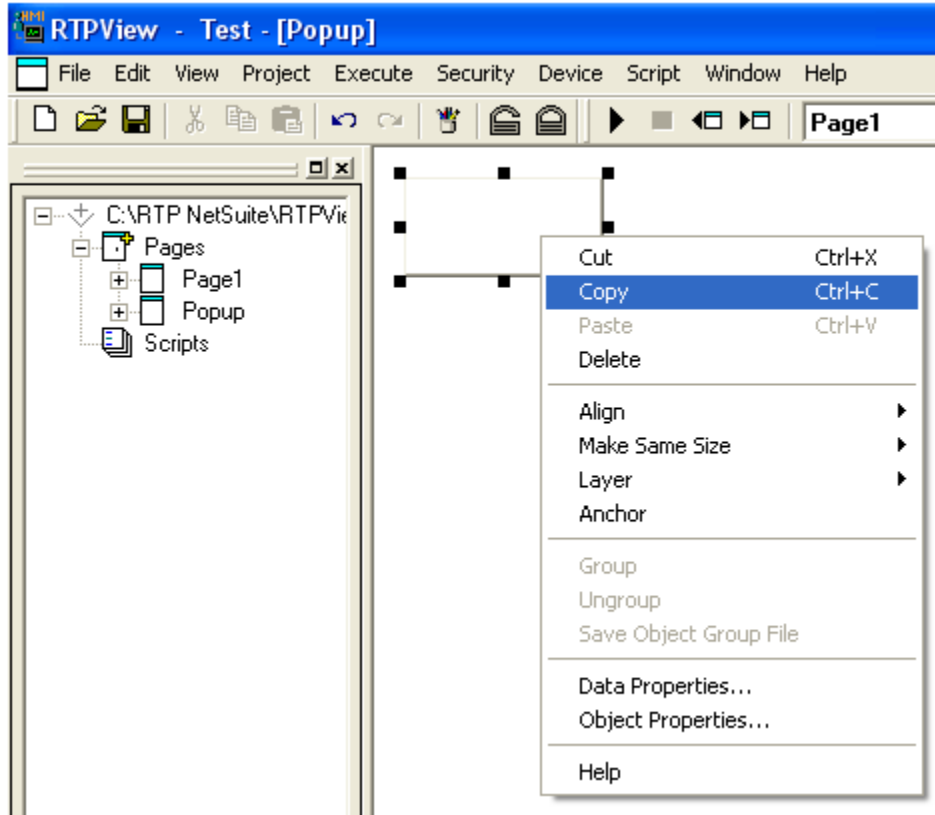 HMI
RTPView - Test - [Popup]
File Edit View Project Execute Security Device Script Window Help
Page1
C:\RTP NetSuite\RTPVie
Pages
Page1
Popup
Scripts
Cut Ctrl+X
Copy Ctrl+C
Paste Ctrl+V
Delete
Align
Make Same Size
Layer
Anchor
Group
Ungroup
Save Object Group File
Data Properties...
Object Properties...
Help